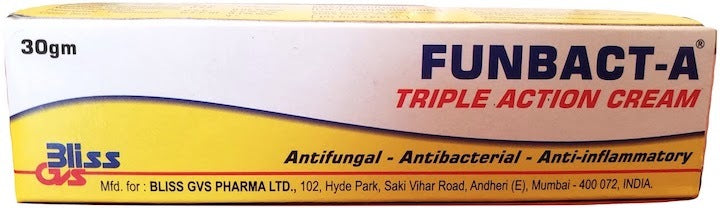 30gm
FUNBACT-A®
TRIPLE ACTION CREAM
Bliss
GVS
Antifungal - Antibacterial - Anti-inflammatory
Mfd. for : BLISS GVS PHARMA LTD., 102, Hyde Park, Saki Vihar Road, Andheri (E), Mumbai - 400 072, INDIA.